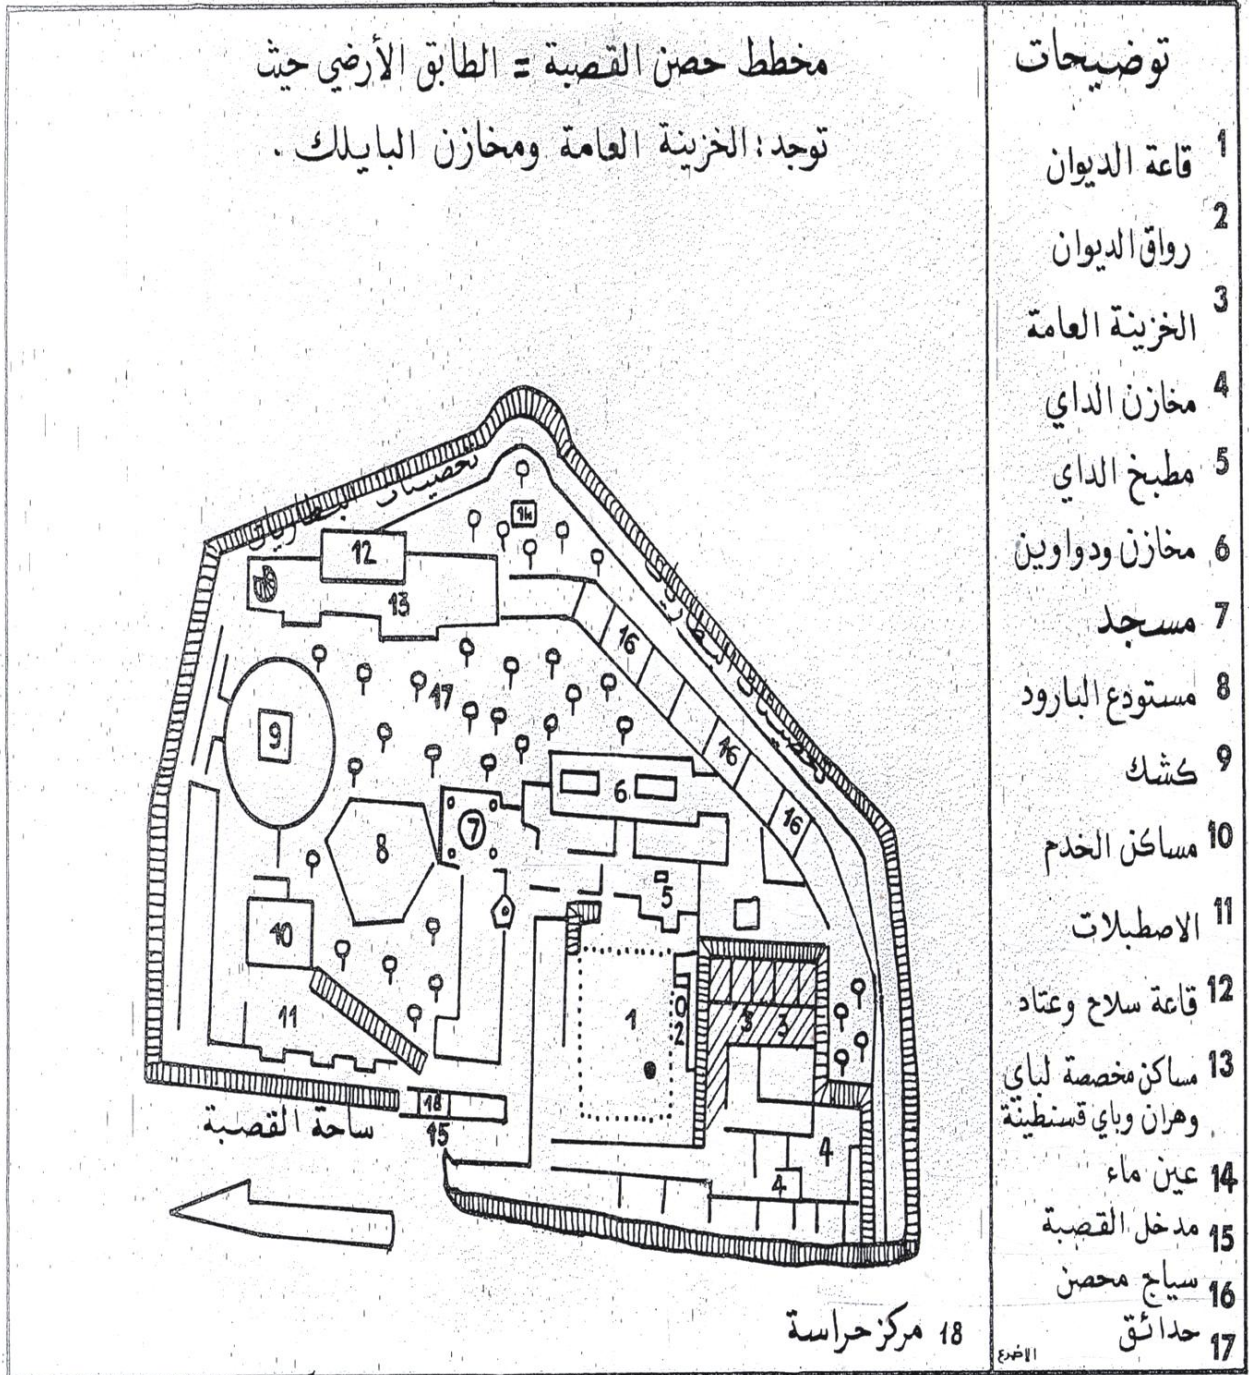 مخطط حصن القصبة = الطابق الأرضي حيث
توجد : الخزينة العامة ومخازن البايلك .
توضيحات
1 قاعة الديوان
2 رواق الديوان
3 الخزينة العامة
4 مخازن الداي
5 مطبخ الداي
6 مخازن ودواوين
7 مسجد
8 مستودع البارود
9 كشك
10 مساكن الخدم
11 الاصطبلات
12 قاعة سلاح وعتاد
13 مساكن مخصصة لباي
وهران وباي قسنطينة
14 عين ماء
15 مدخل القصبة
16 سياج محصن
17 حدائق
18 مركز حراسة
تحصينات
14
12
13
16
17
9
16
6
16
7
8
5
10
1
2
3
3
11
18
15
ساحة القصبة
4
4